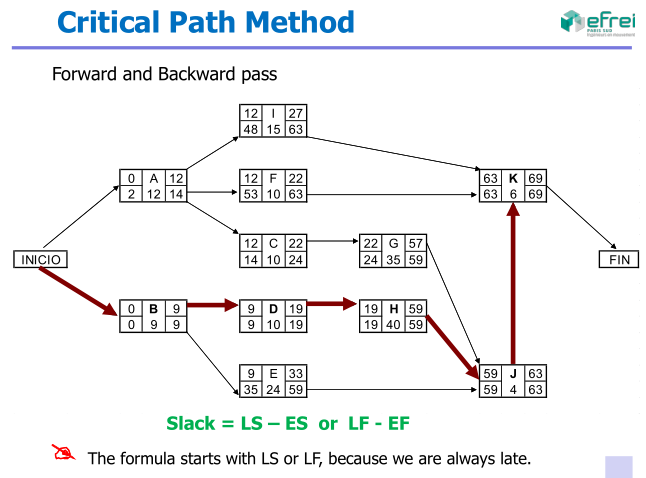 Critical Path Method
efrei
PARIS SUD
Forward and Backward pass
12 I 27
48 15 63
0 A 12
2 12 14
12 F 22
53 10 63
63 K 69
63 6 69
12 C 22
14 10 24
22 G 57
24 35 59
INICIO
FIN
0 B 9
0 9 9
9 D 19
9 10 19
19 H 59
19 40 59
9 E 33
35 24 59
59 J 63
59 4 63
Slack = LS – ES or LF - EF
The formula starts with LS or LF, because we are always late.